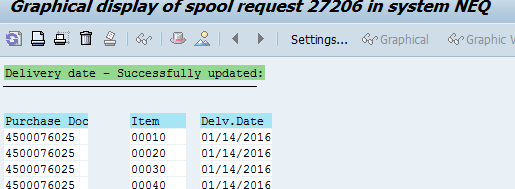 Graphical display of spool request 27206 in system NEQ
Settings... Graphical Graphic W
Delivery date - Successfully updated:
Purchase Doc Item Delv.Date
4500076025 00010 01/14/2016
4500076025 00020 01/14/2016
4500076025 00030 01/14/2016
4500076025 00040 01/14/2016